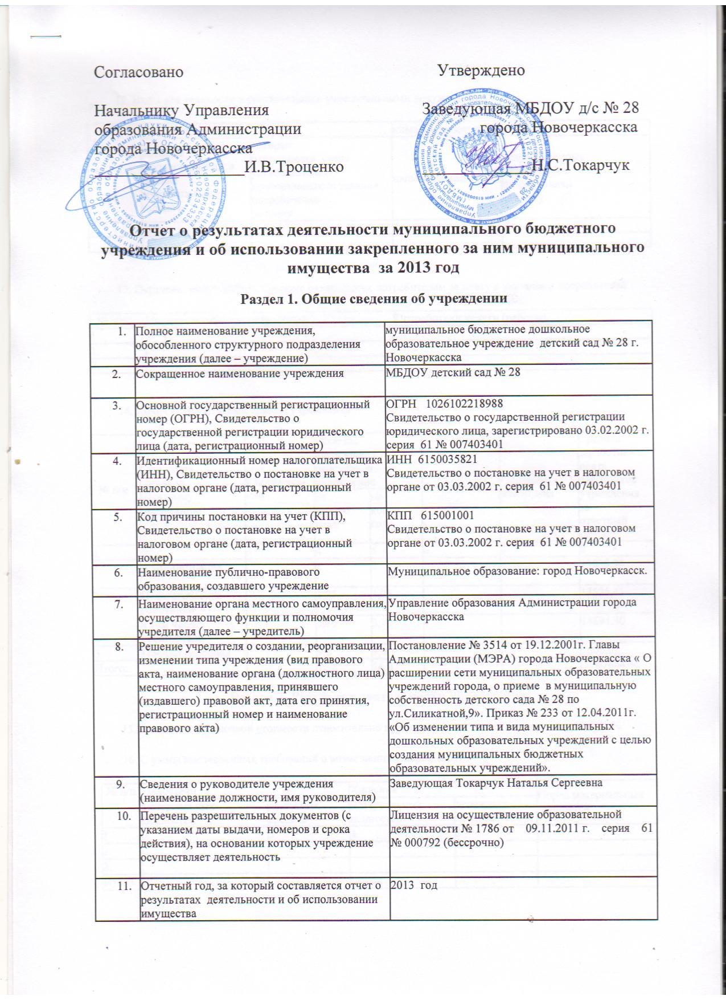 Согласовано
Утверждено
Начальнику Управления
образования Администрации
города Новочеркасска
И.В.Троценко
Заведующая МБДОУ д/с № 28
города Новочеркасска
Н.С.Токарчук
Отчет о результатах деятельности муниципального бюджетного
учреждения и об использовании закрепленного за ним муниципального
имущества за 2013 год
Раздел 1. Общие сведения об учреждении
1.
Полное наименование учреждения,
обособленного структурного подразделения
учреждения (далее – учреждение)
муниципальное бюджетное дошкольное
образовательное учреждение детский сад № 28 г.
Новочеркасска
2.
Сокращенное наименование учреждения
МБДОУ детский сад № 28
3.
Основной государственный регистрационный
номер (ОГРН), Свидетельство о
государственной регистрации юридического
лица (дата, регистрационный номер)
ОГРН 1026102218988
Свидетельство о государственной регистрации
юридического лица, зарегистрировано 03.02.2002 г.
серия 61 № 007403401
4.
Идентификационный номер налогоплательщика
(ИНН), Свидетельство о постановке на учет в
налоговом органе (дата, регистрационный
номер)
ИНН 6150035821
Свидетельство о постановке на учет в налоговом
органе от 03.03.2002 г. серия 61 № 007403401
5.
Код причины постановки на учет (КПП),
Свидетельство о постановке на учет в
налоговом органе (дата, регистрационный
номер)
КПП 615001001
Свидетельство о постановке на учет в налоговом
органе от 03.03.2002 г. серия 61 № 007403401
6.
Наименование публично-правового
образования, создавшего учреждение
Муниципальное образование: город Новочеркасск.
7.
Наименование органа местного самоуправления,
осуществляющего функции и полномочия
учредителя (далее – учредитель)
Управление образования Администрации города
Новочеркасска
8.
Решение учредителя о создании, реорганизации,
изменении типа учреждения (вид правового
акта, наименование органа (должностного лица)
местного самоуправления, принявшего
(издавшего) правовой акт, дата его принятия,
регистрационный номер и наименование
правового акта)
Постановление № 3514 от 19.12.2001г. Главы
Администрации (МЭРА) города Новочеркасска « О
расширении сети муниципальных образовательных
учреждений города, о приеме в муниципальную
собственность детского сада № 28 по
ул.Силикатной,9». Приказ № 233 от 12.04.2011г.
«Об изменении типа и вида муниципальных
дошкольных образовательных учреждений с целью
создания муниципальных бюджетных
образовательных учреждений».
9.
Сведения о руководителе учреждения
(наименование должности, имя руководителя)
Заведующая Токарчук Наталья Сергеевна
10.
Перечень разрешительных документов (с
указанием даты выдачи, номеров и срока
действия), на основании которых учреждение
осуществляет деятельность
Лицензия на осуществление образовательной
деятельности № 1786 от 09.11.2011 г. серия 61
№ 000792 (бессрочно)
11.
Отчетный год, за который составляется отчет о
результатах деятельности и об использовании
имущества
2013 год